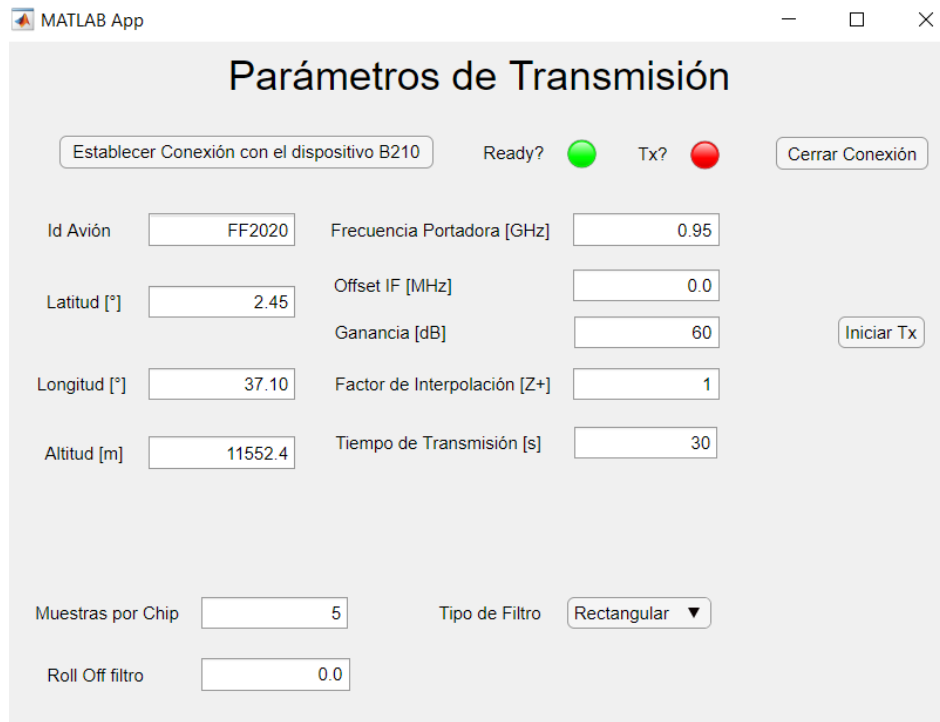 MATLAB App
Parámetros de Transmisión
Establecer Conexión con el dispositivo B210 Ready? Tx? Cerrar Conexión
Id Avión FF2020 Frecuencia Portadora [GHz] 0.95
Latitud [°] 2.45 Offset IF [MHz] 0.0
Ganancia [dB] 60 Iniciar Tx
Longitud [°] 37.10 Factor de Interpolación [Z+] 1
Altitud [m] 11552.4 Tiempo de Transmisión [s] 30
Muestras por Chip 5 Tipo de Filtro Rectangular
Roll Off filtro 0.0